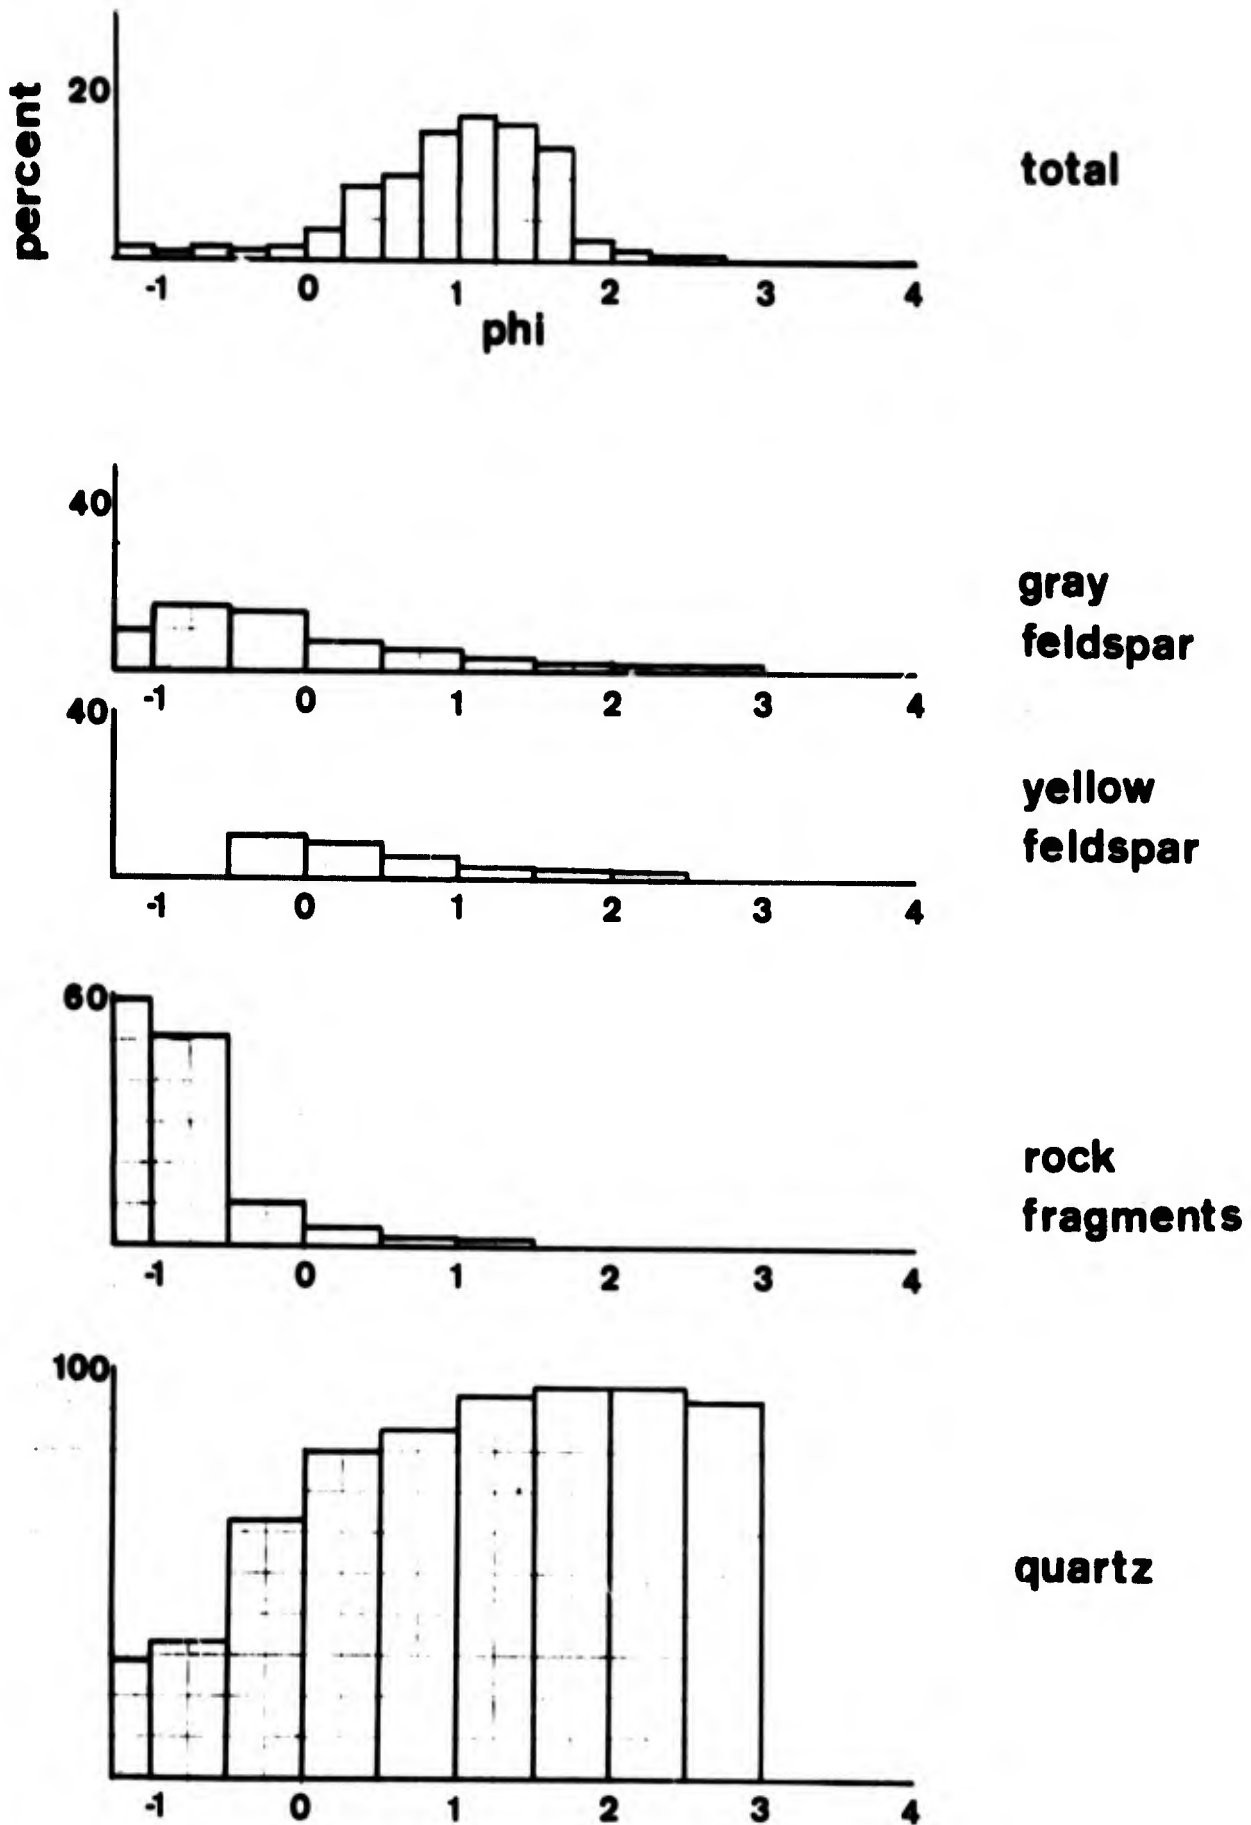 percent
20
total
-1 0 1 2 3 4
phi
40
gray
feldspar
-1 0 1 2 3 4
40
yellow
feldspar
-1 0 1 2 3 4
60
rock
fragments
-1 0 1 2 3 4
100
quartz
-1 0 1 2 3 4